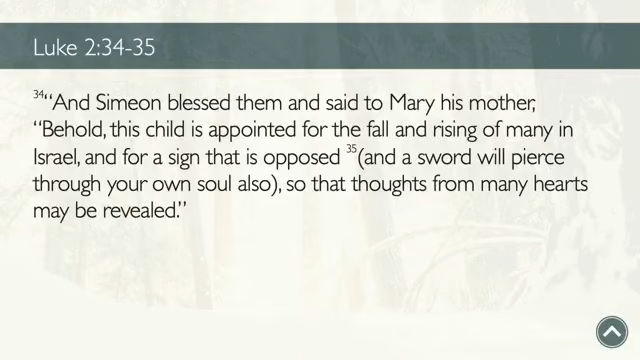 Luke 2:34-35
34“And Simeon blessed them and said to Mary his mother,
“Behold, this child is appointed for the fall and rising of many in
Israel, and for a sign that is opposed 35(and a sword will pierce
through your own soul also), so that thoughts from many hearts
may be revealed.”